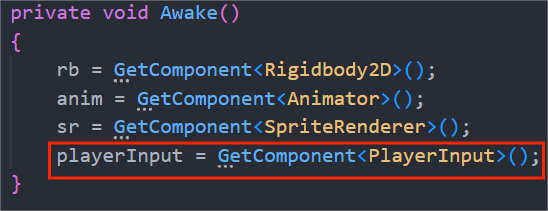 private void Awake()
{
rb = GetComponent<Rigidbody2D>();
anim = GetComponent<Animator>();
sr = GetComponent<SpriteRenderer>();
playerInput = GetComponent<PlayerInput>();
}